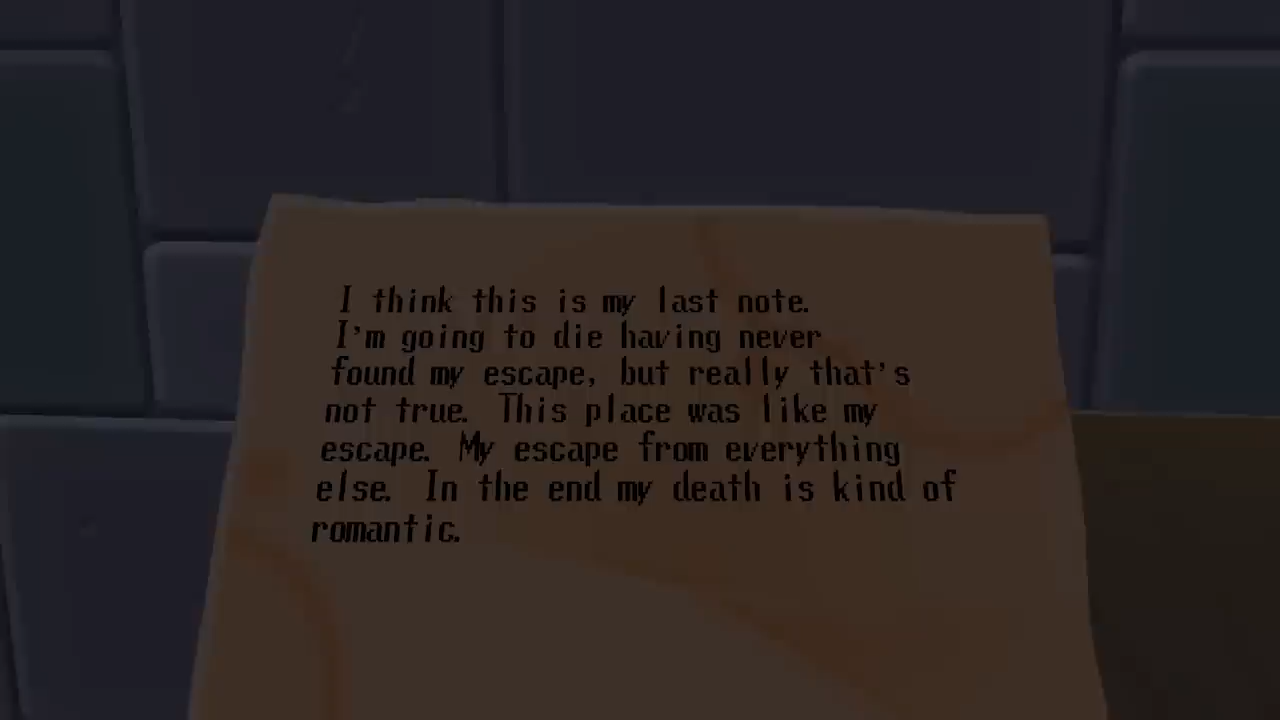 I think this is my last note.
I'm going to die having never
found my escape, but really that's
not true.  This place was like my
escape.  My escape from everything
else.  In the end my death is kind of
romantic.